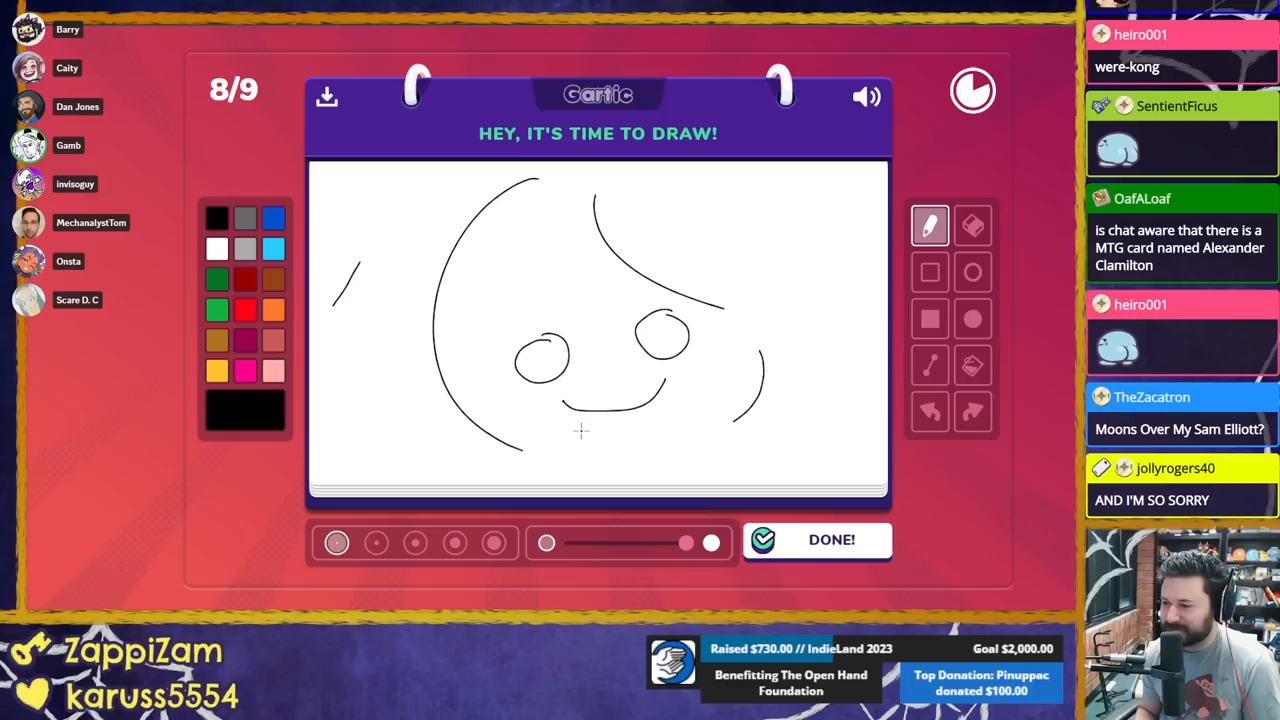 Barry
Caity
Dan Jones
Gamb
invisoguy
MechanalystTom
Onsta
Scare D. C
8/9
Gartic
HEY, IT'S TIME TO DRAW!
DONE!
heiro001
were-kong
SentientFicus
OafALoaf
is chat aware that there is a
MTG card named Alexander
Clamilton
heiro001
TheZacatron
Moons Over My Sam Elliott?
jollyrogers40
AND I'M SO SORRY
ZappiZam
karuss5554
Raised $730.00 // IndieLand 2023
Goal $2,000.00
Benefitting The Open Hand
Foundation
Top Donation: Pinuppac
donated $100.00